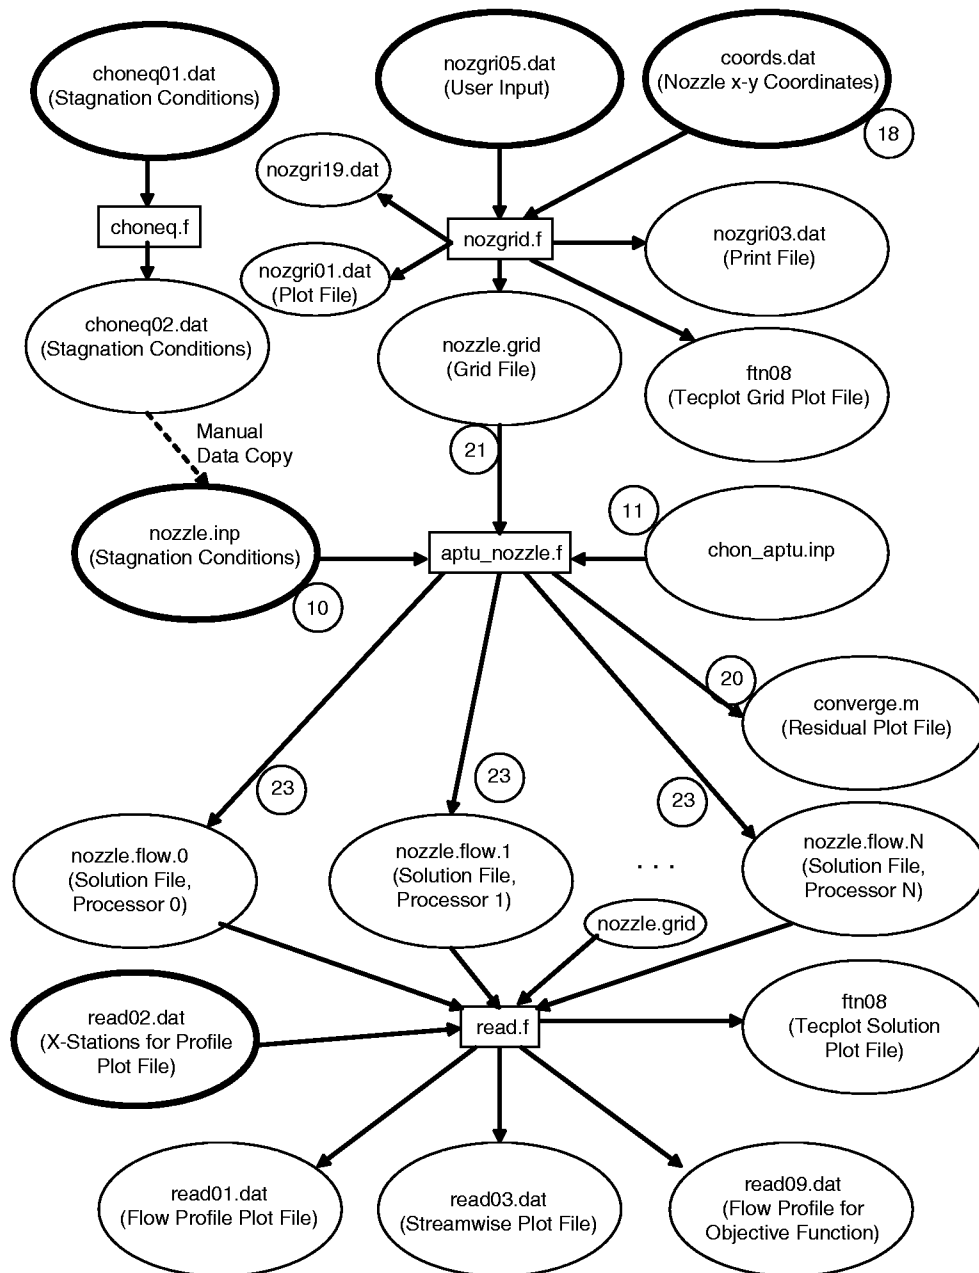 choneq01.dat
(Stagnation Conditions)
nozgri05.dat
(User Input)
coords.dat
(Nozzle x-y Coordinates)
18
nozgri19.dat
choneq.f
nozgrid.f
nozgri03.dat
(Print File)
nozgri01.dat
(Plot File)
choneq02.dat
(Stagnation Conditions)
nozzle.grid
(Grid File)
ftn08
(Tecplot Grid Plot File)
Manual
Data Copy
21
nozzle.inp
(Stagnation Conditions)
10
aptu_nozzle.f
11
chon_aptu.inp
20
converge.m
(Residual Plot File)
23
23
23
nozzle.flow.0
(Solution File,
Processor 0)
nozzle.flow.1
(Solution File,
Processor 1)
. . .
nozzle.flow.N
(Solution File,
Processor N)
nozzle.grid
read02.dat
(X-Stations for Profile
Plot File)
read.f
ftn08
(Tecplot Solution
Plot File)
read01.dat
(Flow Profile Plot File)
read03.dat
(Streamwise Plot File)
read09.dat
(Flow Profile for
Objective Function)